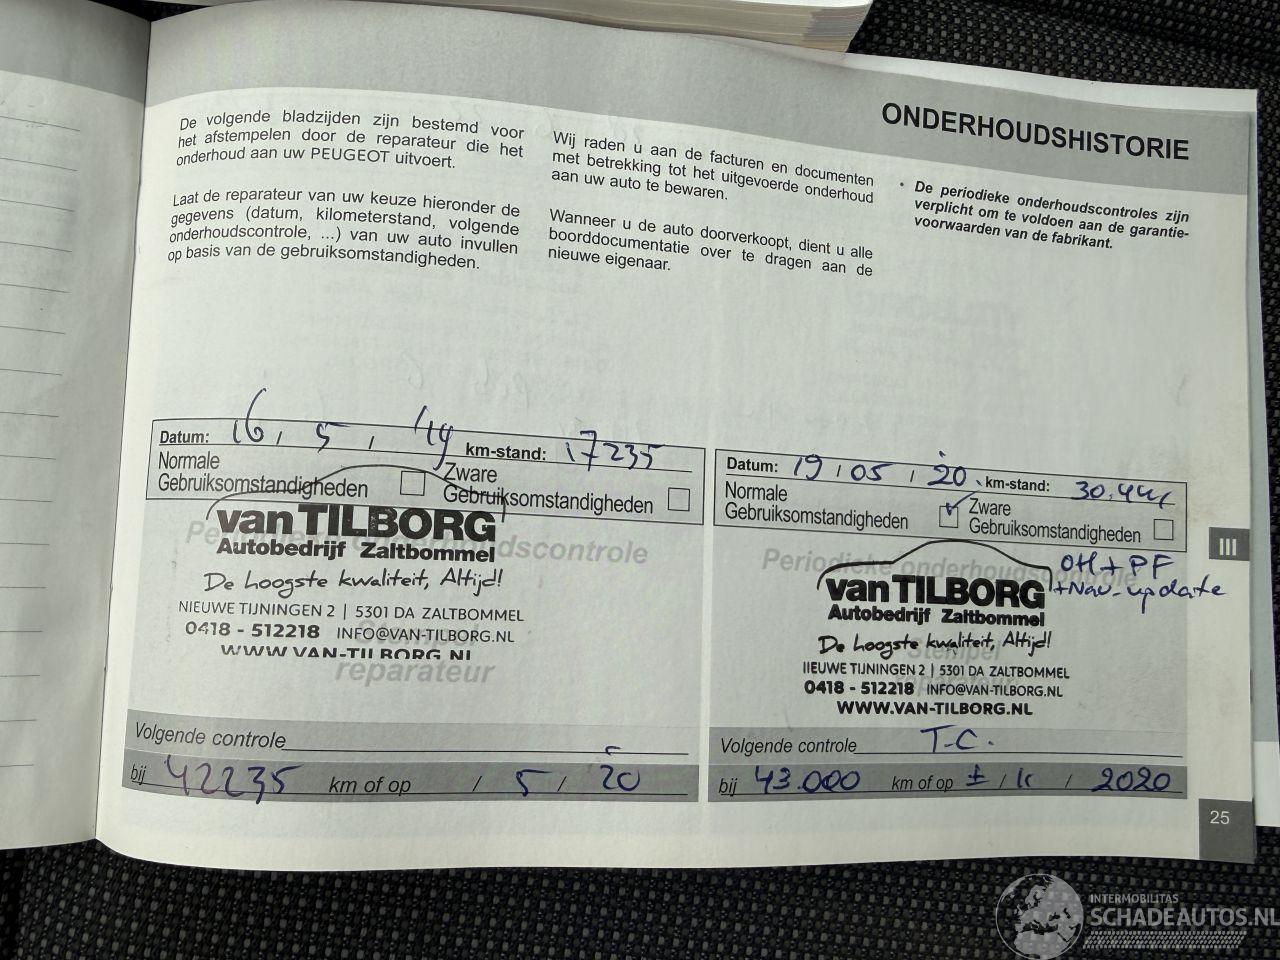 ONDERHOUDSHISTORIE
De volgende bladzijden zijn bestemd voor
het afstempelen door de reparateur die het
onderhoud aan uw PEUGEOT uitvoert.
Laat de reparateur van uw keuze hieronder de
gegevens (datum, kilometerstand, volgende
onderhoudscontrole, ...) van uw auto invullen
op basis van de gebruiksomstandigheden.
Wij raden u aan de facturen en documenten
met betrekking tot het uitgevoerde onderhoud
aan uw auto te bewaren.
Wanneer u de auto doorverkoopt, dient u alle
boorddocumentatie over te dragen aan de
nieuwe eigenaar.
• De periodieke onderhoudscontroles zijn
verplicht om te voldoen aan de garantie-
voorwaarden van de fabrikant.
Datum: 16 / 5 / 19 km-stand: 17235
Normale
Gebruiksomstandigheden
Zware
Gebruiksomstandigheden
Periodieke onderhoudscontrole
van TILBORG
Autobedrijf Zaltbommel
De hoogste kwaliteit, Altijd!
NIEUWE TIJNINGEN 2 | 5301 DA ZALTBOMMEL
0418 - 512218 INFO@VAN-TILBORG.NL
WWW.VAN-TILBORG.NL
Stempel
reparateur
Volgende controle
bij 42235 km of op / 5 / 20
Datum: 19 / 05 / 20 km-stand:
Normale
Gebruiksomstandigheden
Zware
Gebruiksomstandigheden
Periodieke onderhoudscontrole
OH + PF
+ Nav-update
van TILBORG
Autobedrijf Zaltbommel
De hoogste kwaliteit, Altijd!
Stempel
NIEUWE TIJNINGEN 2 | 5301 DA ZALTBOMMEL
0418 - 512218 INFO@VAN-TILBORG.NL
WWW.VAN-TILBORG.NL
Volgende controle T.C.
bij 43.000 km of op ± / / 2020
III
25
INTERMOBILITAS
SCHADEAUTOS.NL